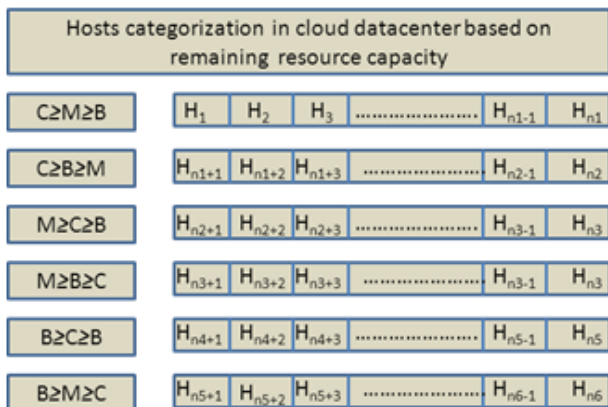 Hosts categorization in cloud datacenter based on
remaining resource capacity
C≥M≥B H₁ H₂ H₃ ........................ Hₙ₁₋₁ Hₙ₁
C≥B≥M Hₙ₁₊₁ Hₙ₁₊₂ Hₙ₁₊₃ ........................ Hₙ₂₋₁ Hₙ₂
M≥C≥B Hₙ₂₊₁ Hₙ₂₊₂ Hₙ₂₊₃ ........................ Hₙ₃₋₁ Hₙ₃
M≥B≥C Hₙ₃₊₁ Hₙ₃₊₂ Hₙ₃₊₃ ........................ Hₙ₃₋₁ Hₙ₃
B≥C≥B Hₙ₄₊₁ Hₙ₄₊₂ Hₙ₄₊₃ ........................ Hₙ₅₋₁ Hₙ₅
B≥M≥C Hₙ₅₊₁ Hₙ₅₊₂ Hₙ₅₊₃ ........................ Hₙ₆₋₁ Hₙ₆